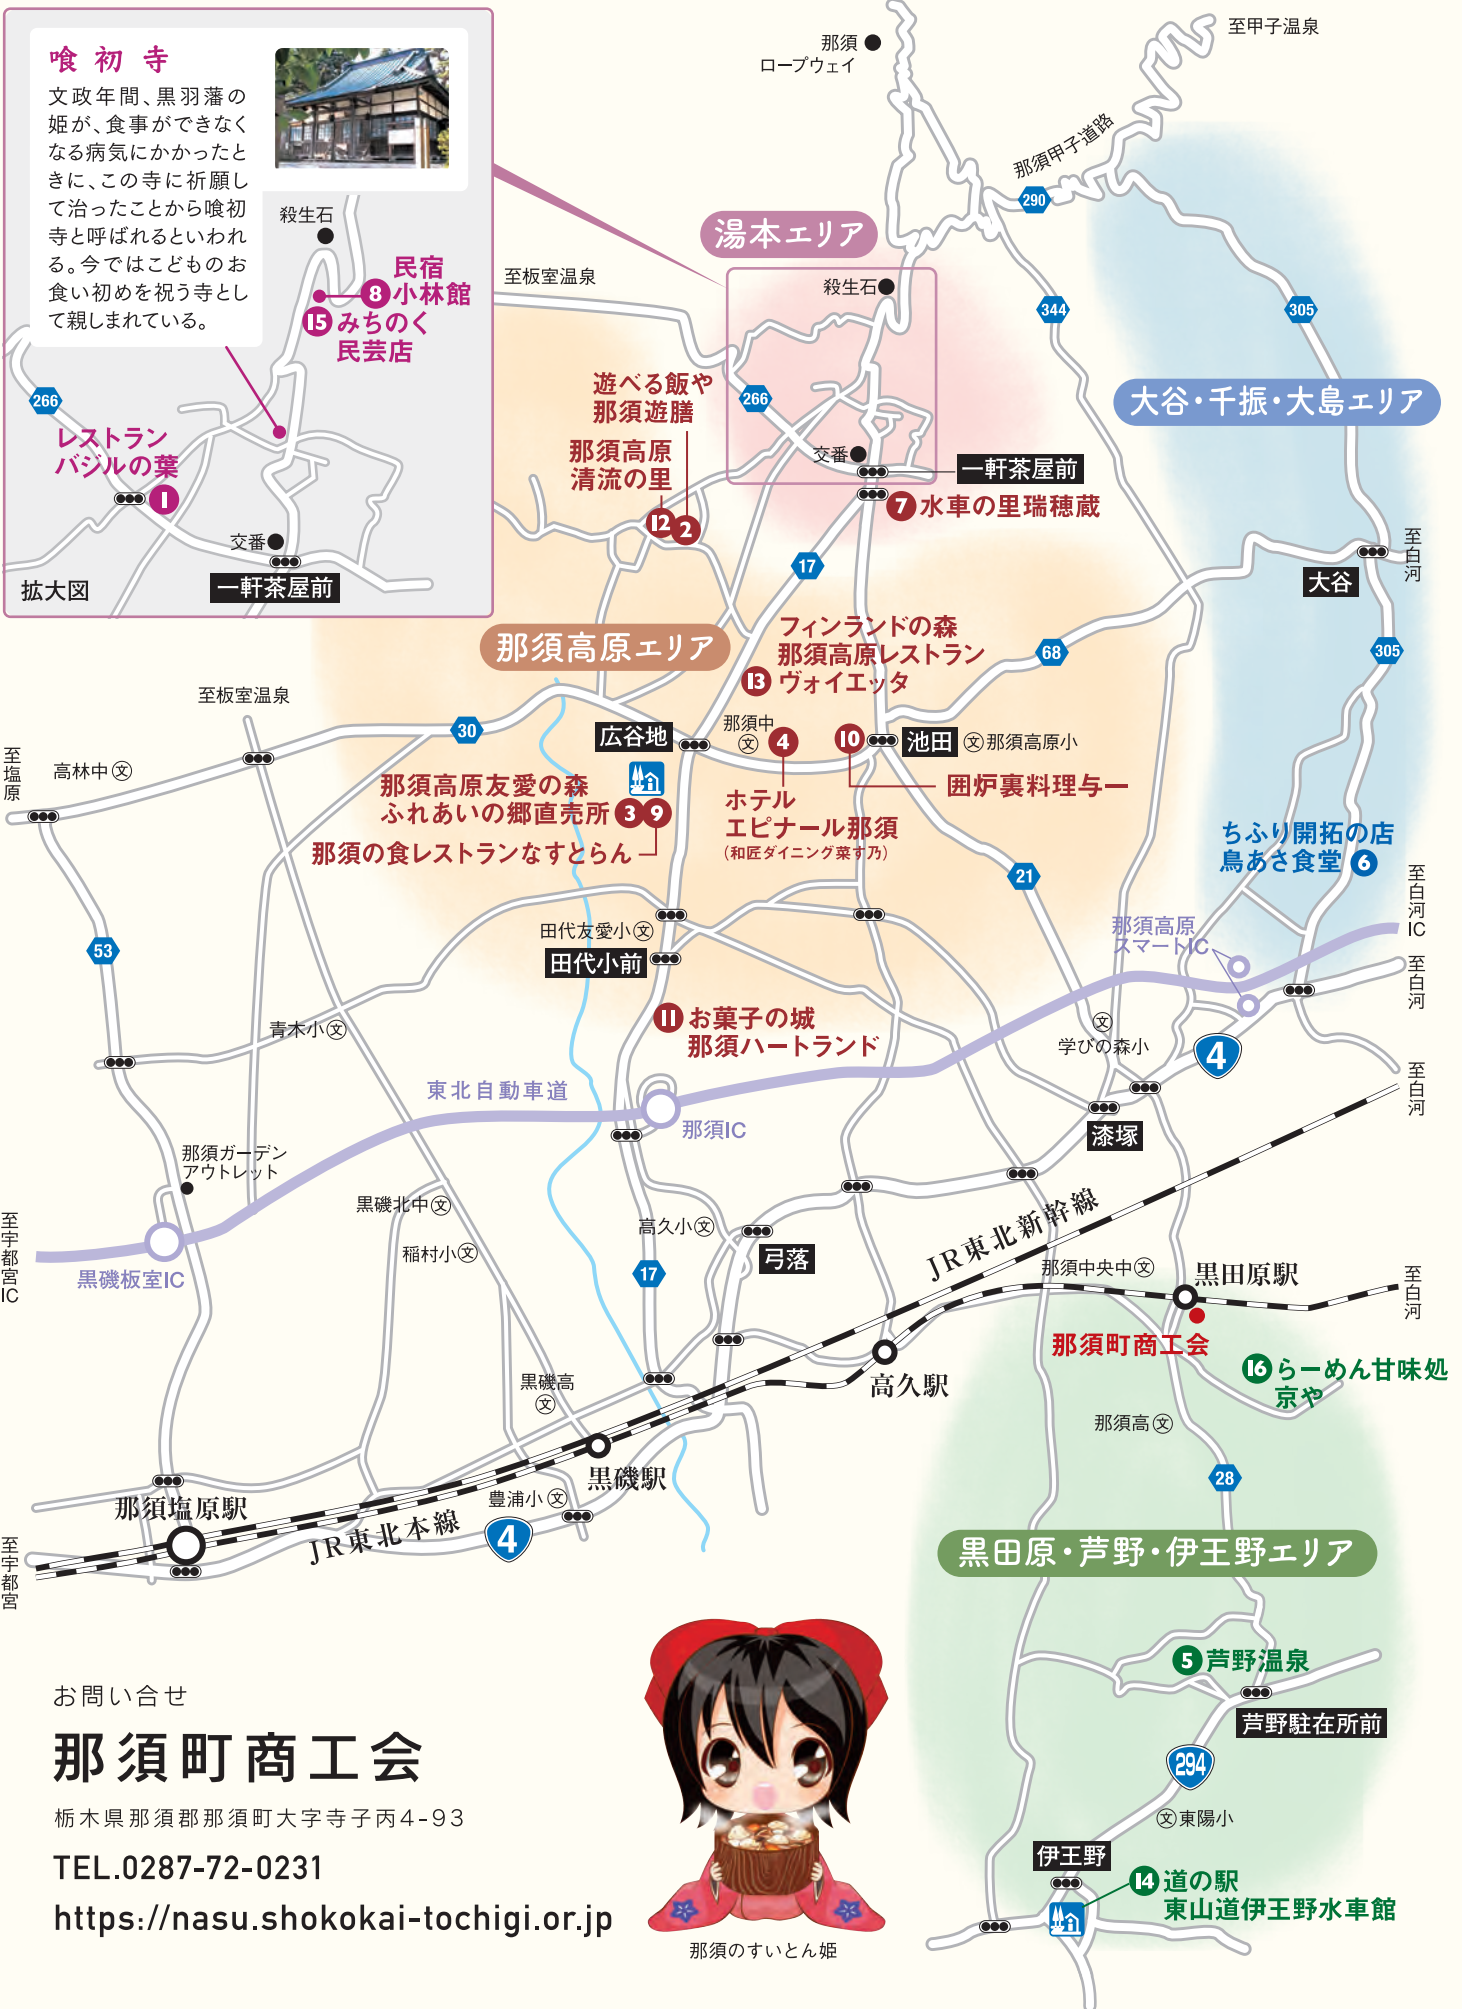 喰初寺
文政年間、黒羽藩の
姫が、食事ができなく
なる病気にかかったと
きに、この寺に祈願し
て治ったことから喰初
寺と呼ばれるといわれ
る。今ではこどものお
食い初めを祝う寺とし
て親しまれている。
殺生石
8 民宿
小林館
15 みちのく
民芸店
266
レストラン
バジルの葉
1
交番
一軒茶屋前
拡大図
那須
ロープウェイ
至甲子温泉
那須甲子道路
290
湯本エリア
至板室温泉
殺生石
344
305
266
大谷・千振・大島エリア
遊べる飯や
那須遊膳
那須高原
清流の里
12
2
交番
一軒茶屋前
7 水車の里瑞穂蔵
17
至白河
大谷
那須高原エリア
フィンランドの森
那須高原レストラン
13 ヴォイエッタ
68
305
至板室温泉
30
広谷地
那須中
文
4
10
池田
文 那須高原小
至塩原
高林中 文
那須高原友愛の森
ふれあいの郷直売所 3 9
那須の食レストランなすとらん
ホテル
エピナール那須
(和匠ダイニング菜す乃)
囲炉裏料理与一
ちふり開拓の店
鳥あさ食堂 6
21
至白河IC
53
田代友愛小 文
田代小前
那須高原
スマートIC
至白河
11 お菓子の城
那須ハートランド
青木小 文
文
学びの森小
4
東北自動車道
那須IC
至白河
漆塚
那須ガーデン
アウトレット
黒磯北中 文
稲村小 文
高久小 文
弓落
17
JR東北新幹線
至宇都宮IC
黒磯板室IC
那須中央中 文
黒田原駅
至白河
那須町商工会
16 らーめん甘味処
京や
高久駅
黒磯高
文
那須高 文
28
黒磯駅
那須塩原駅
豊浦小 文
JR東北本線
4
至宇都宮
黒田原・芦野・伊王野エリア
5 芦野温泉
芦野駐在所前
294
文 東陽小
伊王野
14 道の駅
東山道伊王野水車館
お問い合せ
那須町商工会
栃木県那須郡那須町大字寺子丙4-93
TEL.0287-72-0231
https://nasu.shokokai-tochigi.or.jp
那須のすいとん姫